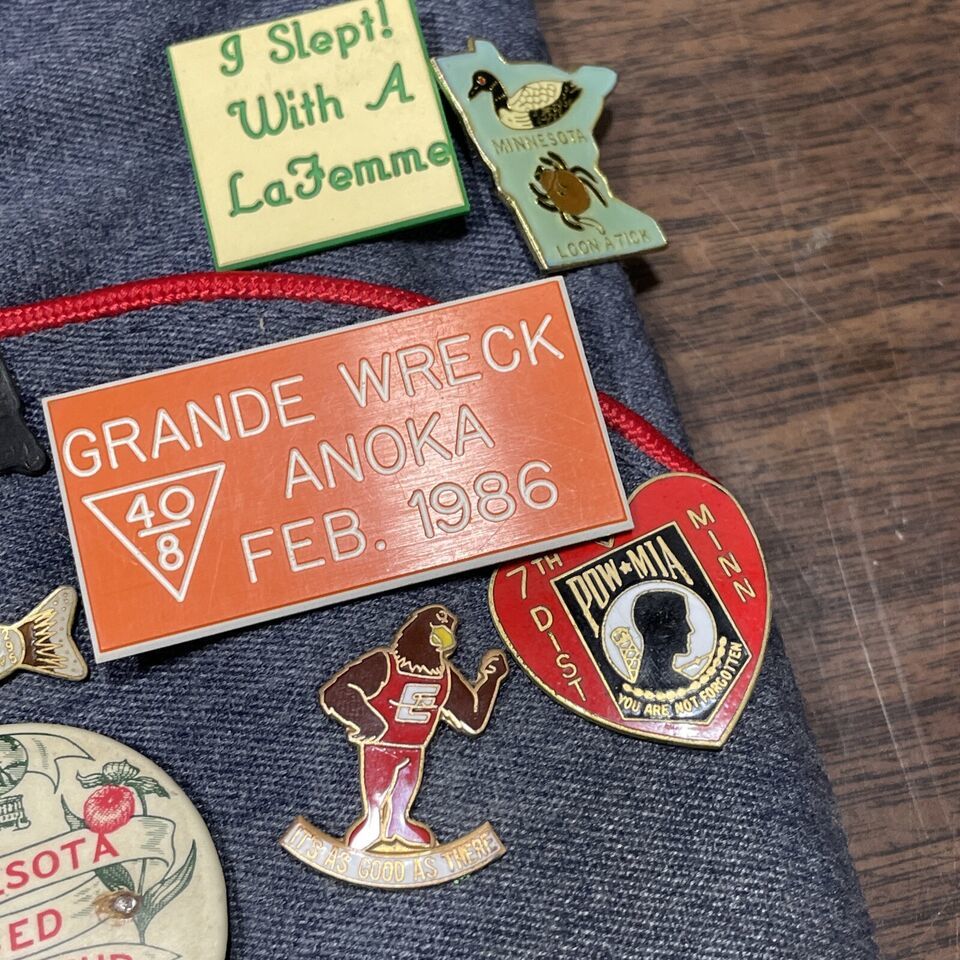 I Slept!
With A
LaFemme
MINNESOTA
LOON A TICK
GRANDE WRECK
ANOKA
FEB. 1986
40
8
7TH DIST
MINN
POW★MIA
YOU ARE NOT FORGOTTEN
E
IT'S AS GOOD AS THERE
SOTA
ED